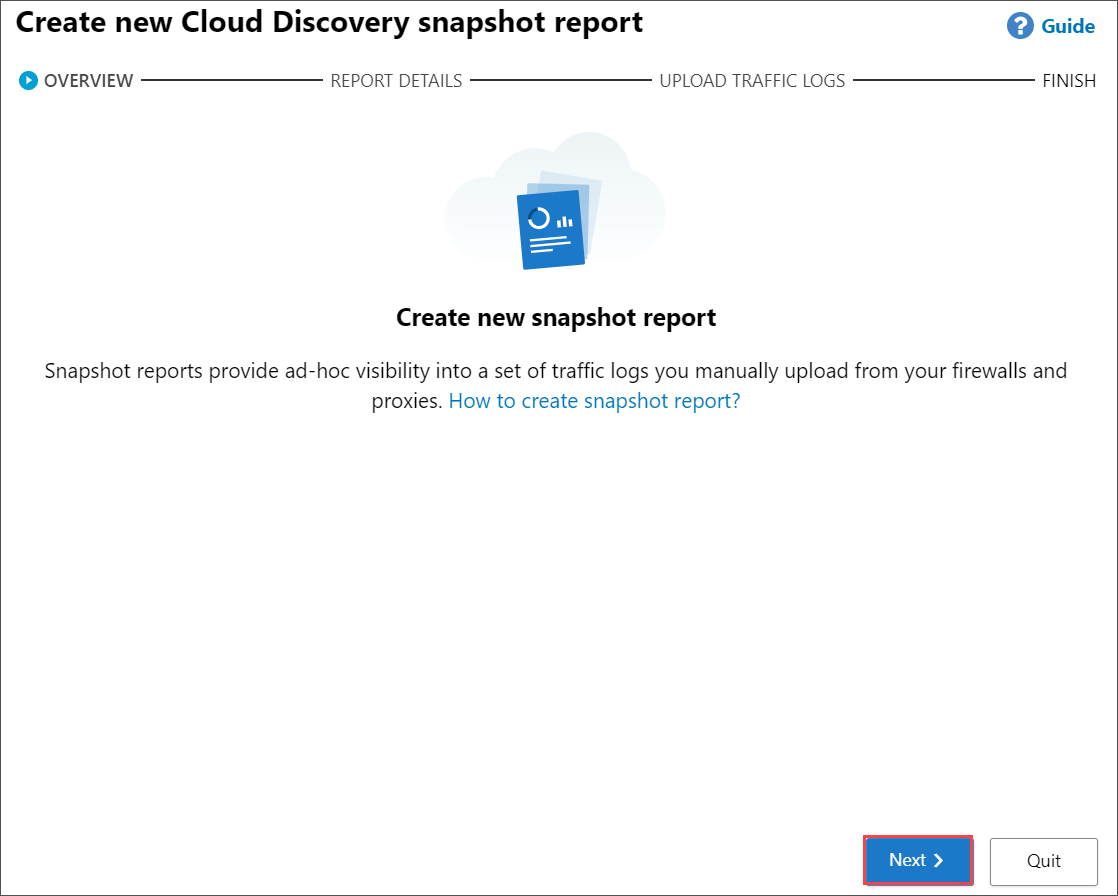 Create new Cloud Discovery snapshot report
Guide
OVERVIEW
REPORT DETAILS
UPLOAD TRAFFIC LOGS
FINISH
Create new snapshot report
Snapshot reports provide ad-hoc visibility into a set of traffic logs you manually upload from your firewalls and
proxies. How to create snapshot report?
Next
Quit